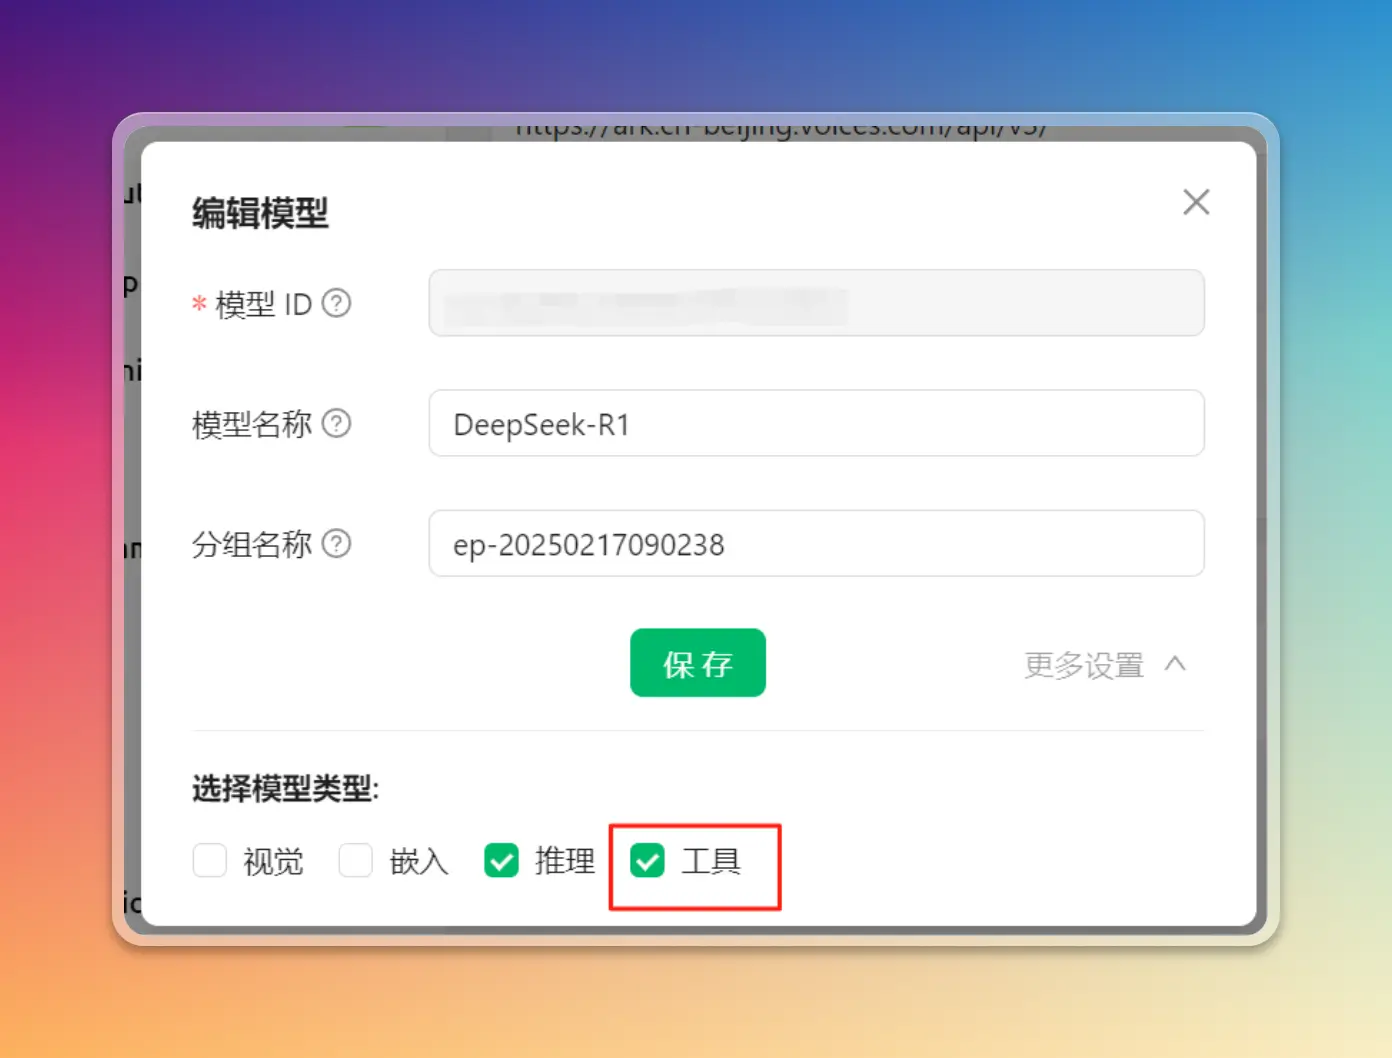 https://ark.cn-beijing.volces.com/api/v3/
编辑模型
* 模型 ID ?
模型名称 ? DeepSeek-R1
分组名称 ? ep-20250217090238
保存 更多设置
选择模型类型:
视觉 嵌入 推理 工具